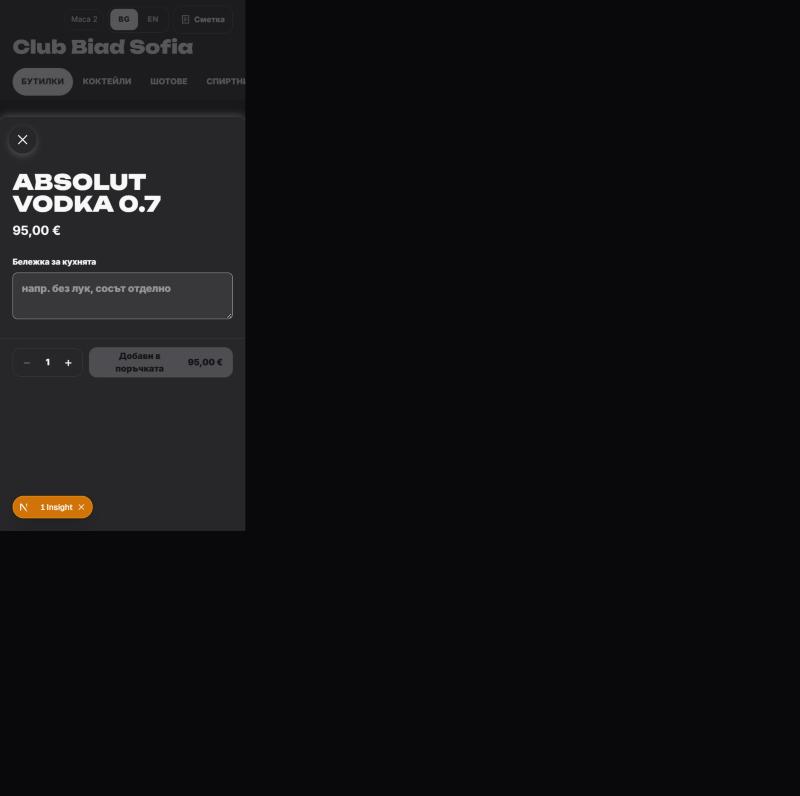 Маса 2
BG
EN
Сметка
Club Biad Sofia
БУТИЛКИ
КОКТЕЙЛИ
ШОТОВЕ
СПИРТН
ABSOLUT
VODKA 0.7
95,00 €
Бележка за кухнята
напр. без лук, сосът отделно
−
1
+
Добави в
поръчката
95,00 €
N
1 Insight